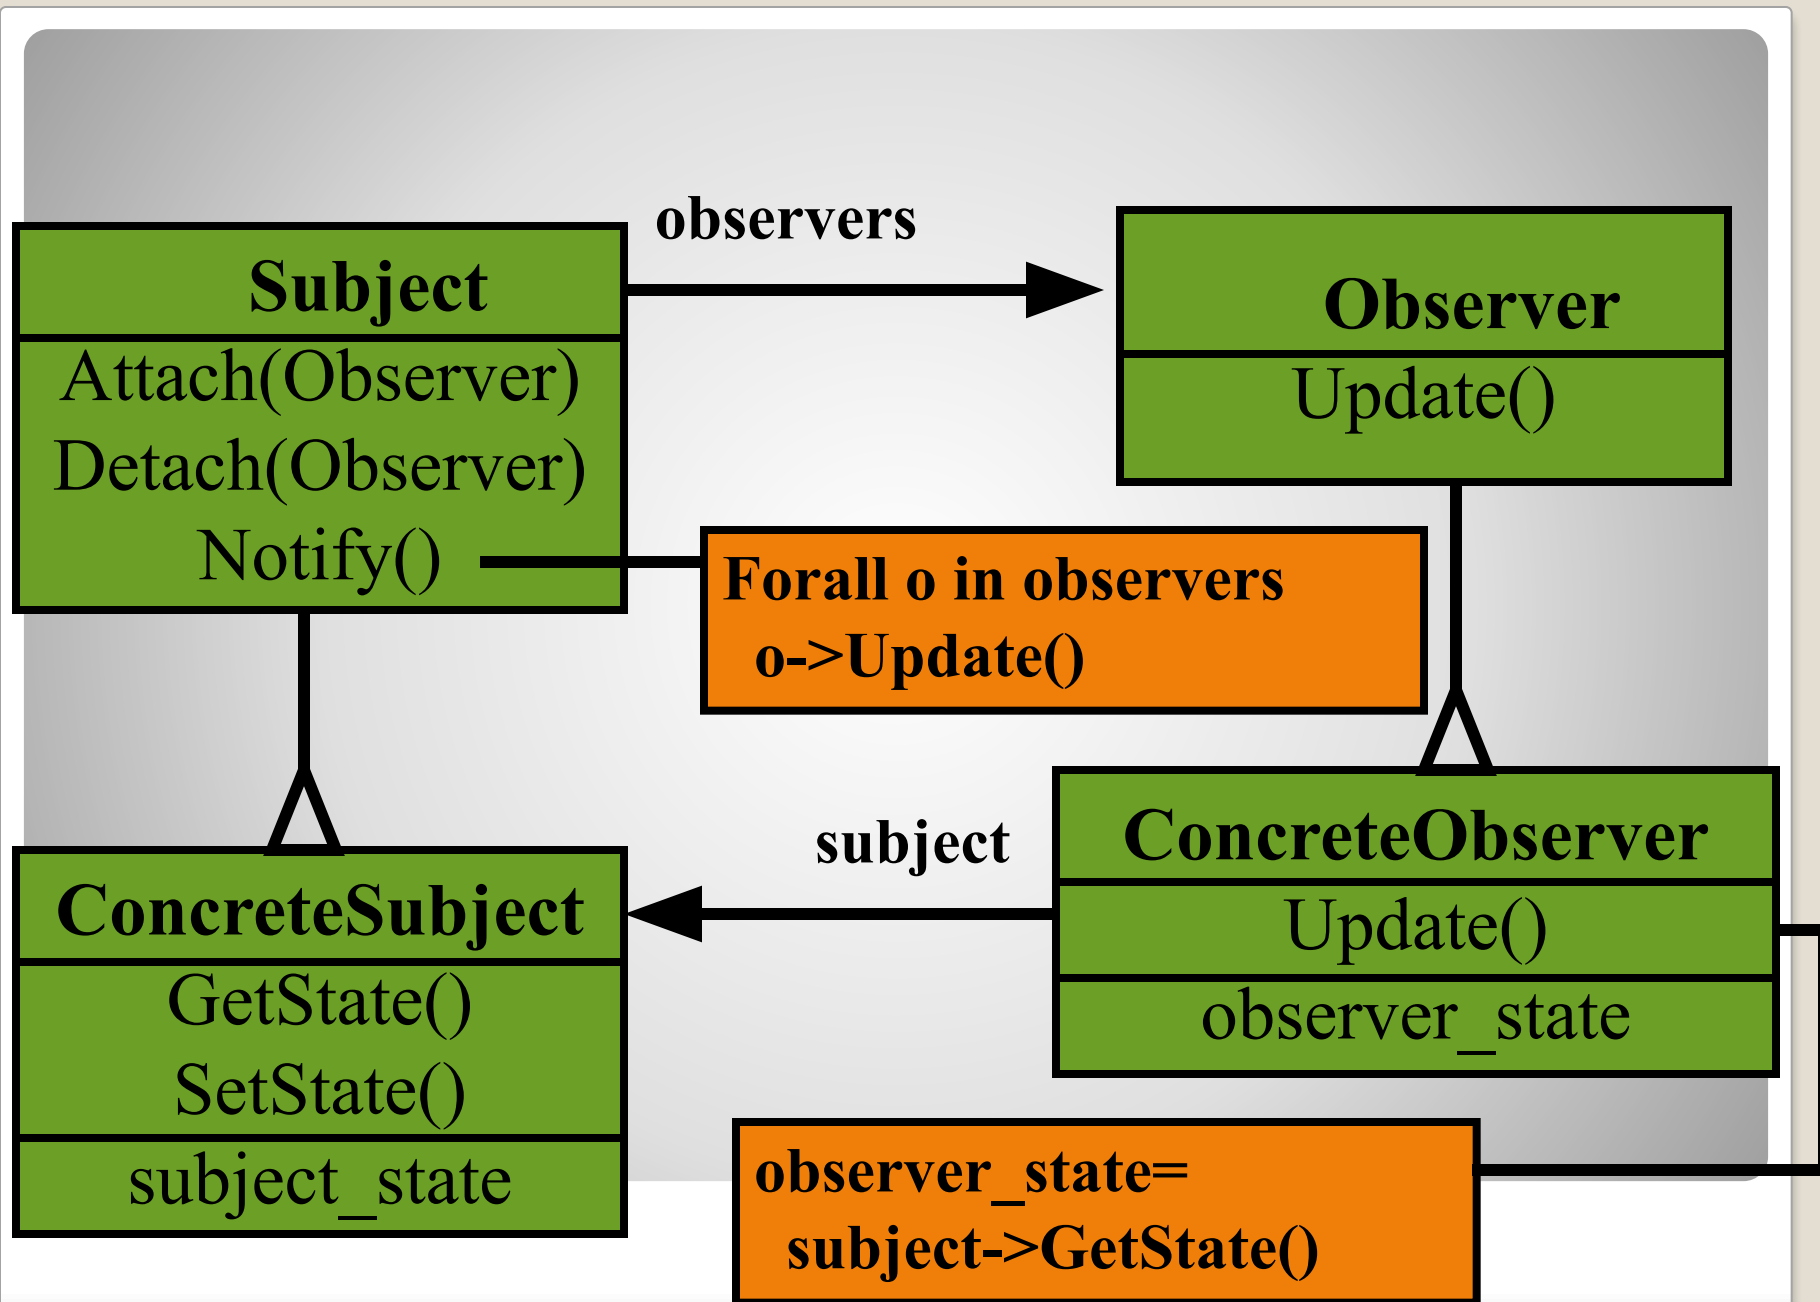 observers
Subject
Attach(Observer)
Detach(Observer)
Notify()
Observer
Update()
Forall o in observers
o->Update()
subject
ConcreteSubject
GetState()
SetState()
subject_state
ConcreteObserver
Update()
observer_state
observer_state=
subject->GetState()